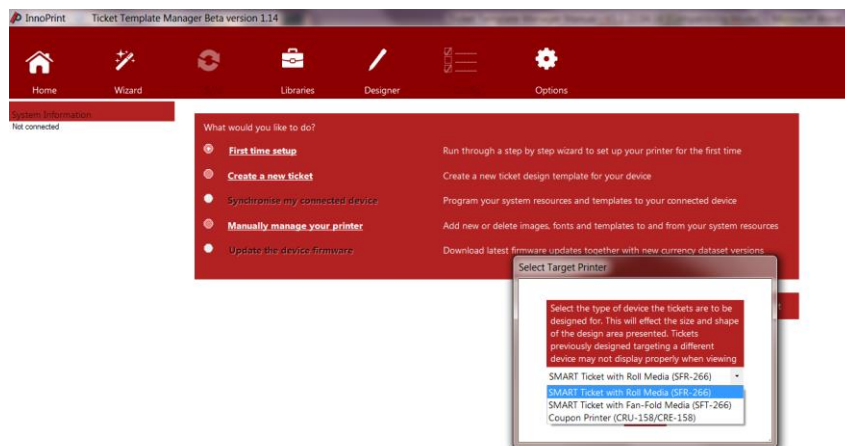 InnoPrint Ticket Template Manager Beta version 1.14
Home Wizard Libraries Designer Options
System Information
Not connected
What would you like to do?
First time setup Run through a step by step wizard to set up your printer for the first time
Create a new ticket Create a new ticket design template for your device
Synchronise my connected device Program your system resources and templates to your connected device
Manually manage your printer Add new or delete images, fonts and templates to and from your system resources
Update the device firmware Download latest firmware updates together with new currency dataset versions
Select Target Printer
Select the type of device the tickets are to be
designed for. This will effect the size and shape
of the design area presented. Tickets
previously designed targeting a different
device may not display properly when viewing
SMART Ticket with Roll Media (SFR-266)
SMART Ticket with Roll Media (SFR-266)
SMART Ticket with Fan-Fold Media (SFT-266)
Coupon Printer (CRU-158/CRE-158)